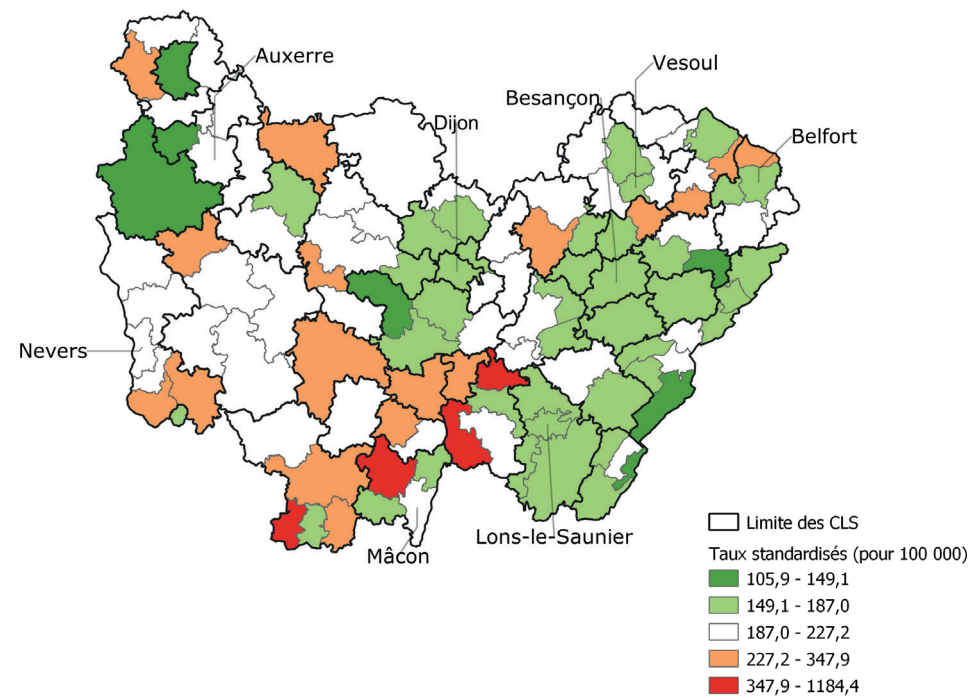 Auxerre
Vesoul
Besançon
Dijon
Belfort
Nevers
Lons-le-Saunier
Mâcon
Limite des CLS
Taux standardisés (pour 100 000)
105,9 - 149,1
149,1 - 187,0
187,0 - 227,2
227,2 - 347,9
347,9 - 1184,4